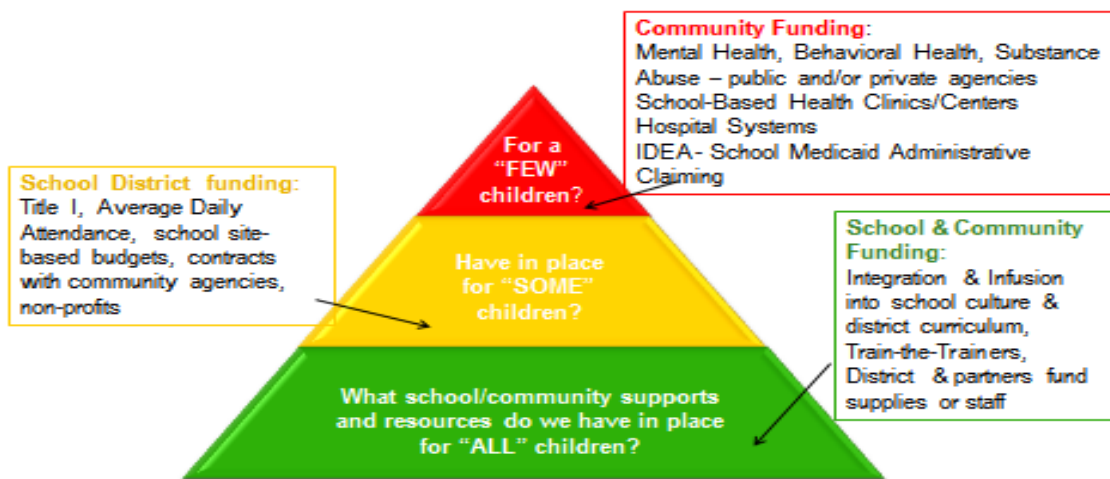 Community Funding:
Mental Health, Behavioral Health, Substance
Abuse – public and/or private agencies
School-Based Health Clinics/Centers
Hospital Systems
IDEA - School Medicaid Administrative
Claiming
For a
“FEW”
children?
School District funding:
Title I, Average Daily
Attendance, school site-
based budgets, contracts
with community agencies,
non-profits
Have in place
for “SOME”
children?
School & Community
Funding:
Integration & Infusion
into school culture &
district curriculum,
Train-the-Trainers,
District & partners fund
supplies or staff
What school/community supports
and resources do we have in place
for “ALL” children?